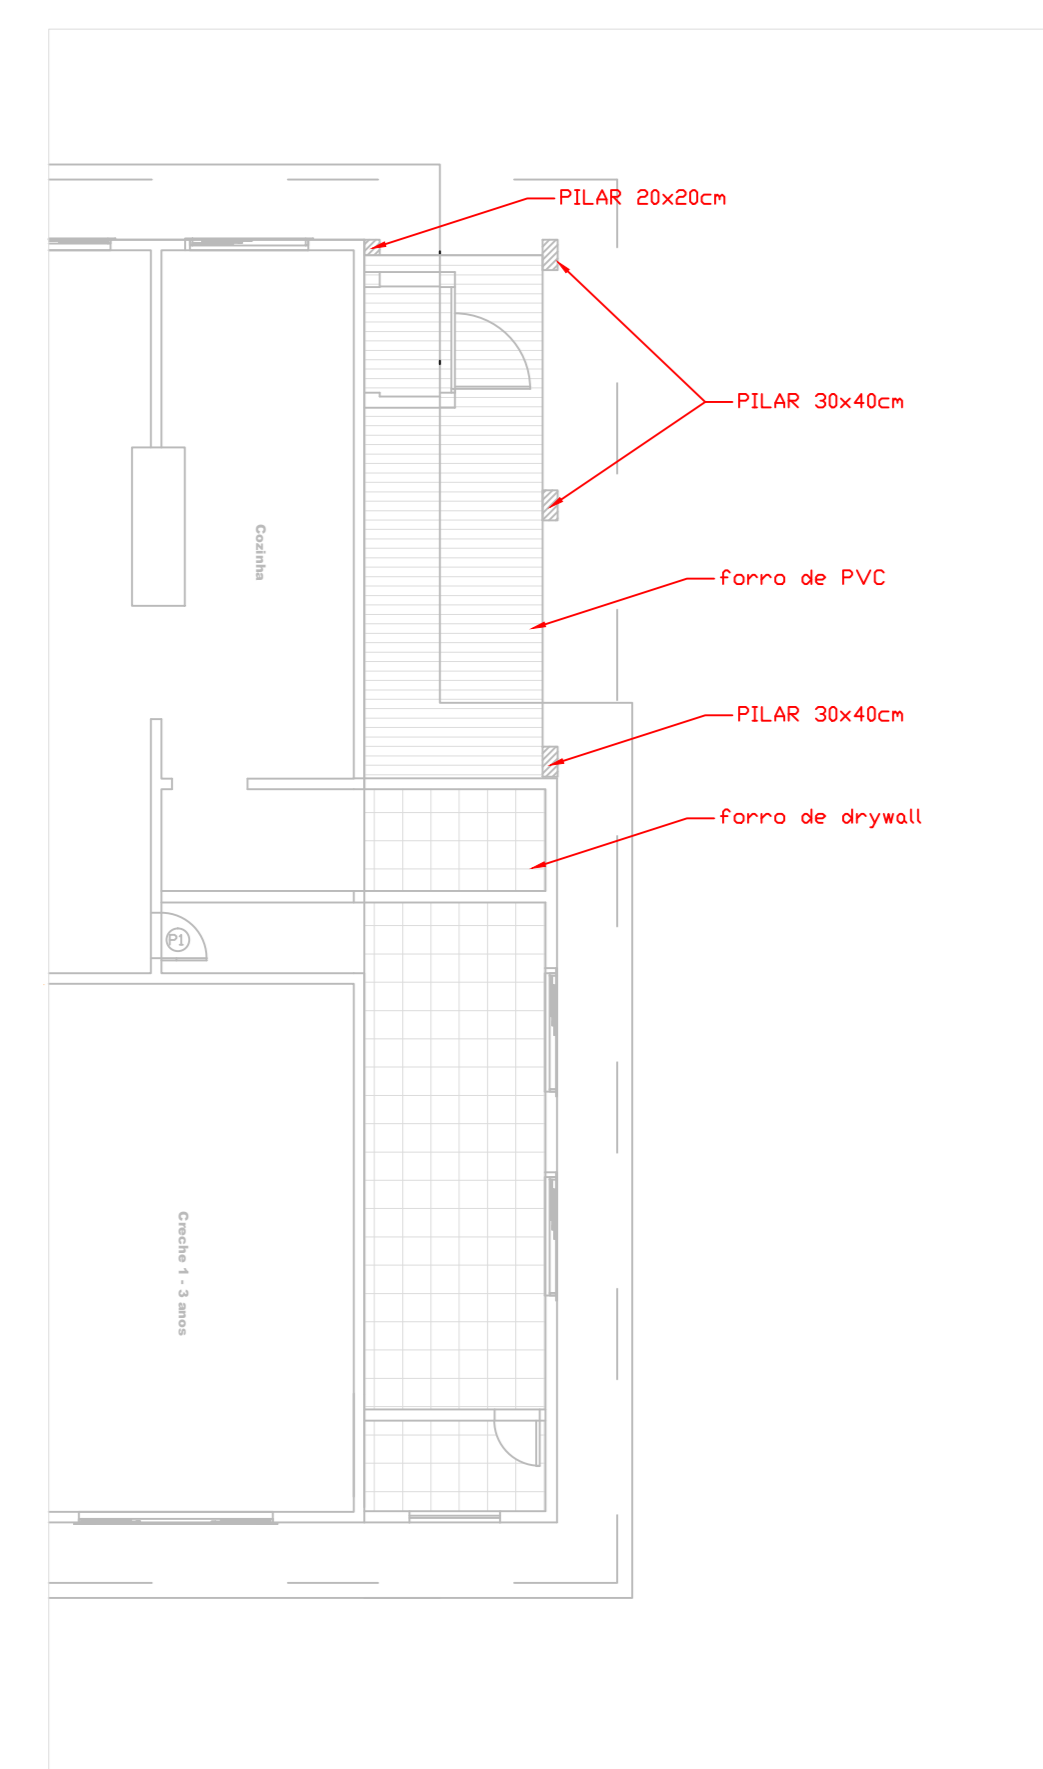 PILAR 20x20cm
PILAR 30x40cm
Cozinha
forro de PVC
PILAR 30x40cm
forro de drywall
P1
Creche 1 - 3 anos